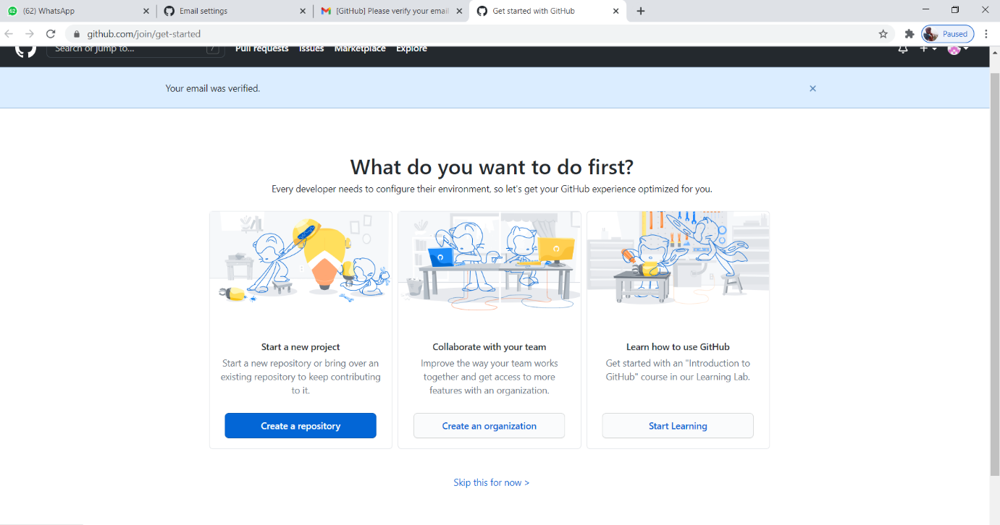 62 (62) WhatsApp
Email settings
[GitHub] Please verify your email
Get started with GitHub
github.com/join/get-started
Paused
Search or jump to...
/
Pull requests Issues Marketplace Explore
Your email was verified.
What do you want to do first?
Every developer needs to configure their environment, so let's get your GitHub experience optimized for you.
Start a new project
Start a new repository or bring over an
existing repository to keep contributing
to it.
Create a repository
Collaborate with your team
Improve the way your team works
together and get access to more
features with an organization.
Create an organization
Learn how to use GitHub
Get started with an "Introduction to
GitHub" course in our Learning Lab.
Start Learning
Skip this for now >